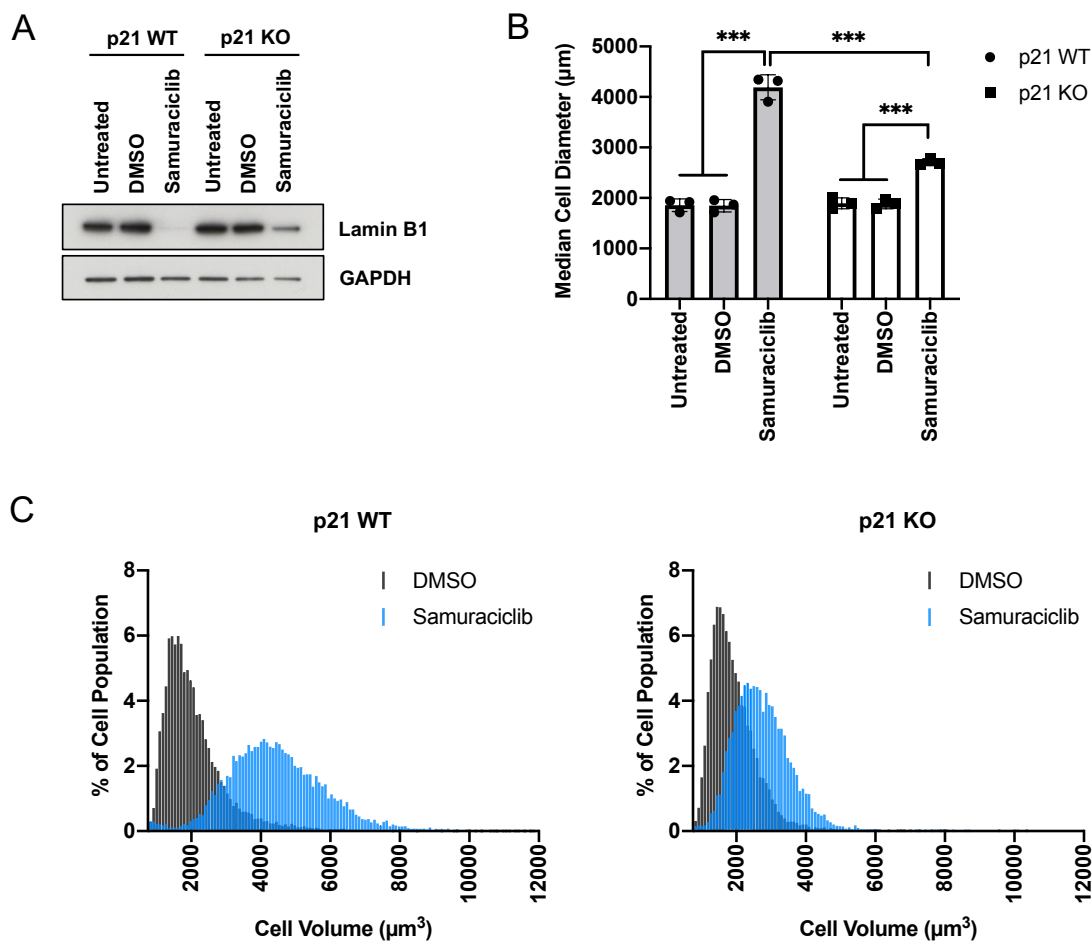 A
p21 WT p21 KO
Untreated
DMSO
Samuraciclib
Untreated
DMSO
Samuraciclib
Lamin B1
GAPDH
B
Median Cell Diameter (µm)
5000
4000
3000
2000
1000
0
***
***
***
p21 WT
p21 KO
Untreated
DMSO
Samuraciclib
Untreated
DMSO
Samuraciclib
C
p21 WT
% of Cell Population
8
6
4
2
0
DMSO
Samuraciclib
2000
4000
6000
8000
10000
12000
Cell Volume (µm³)
p21 KO
% of Cell Population
8
6
4
2
0
DMSO
Samuraciclib
2000
4000
6000
8000
10000
12000
Cell Volume (µm³)